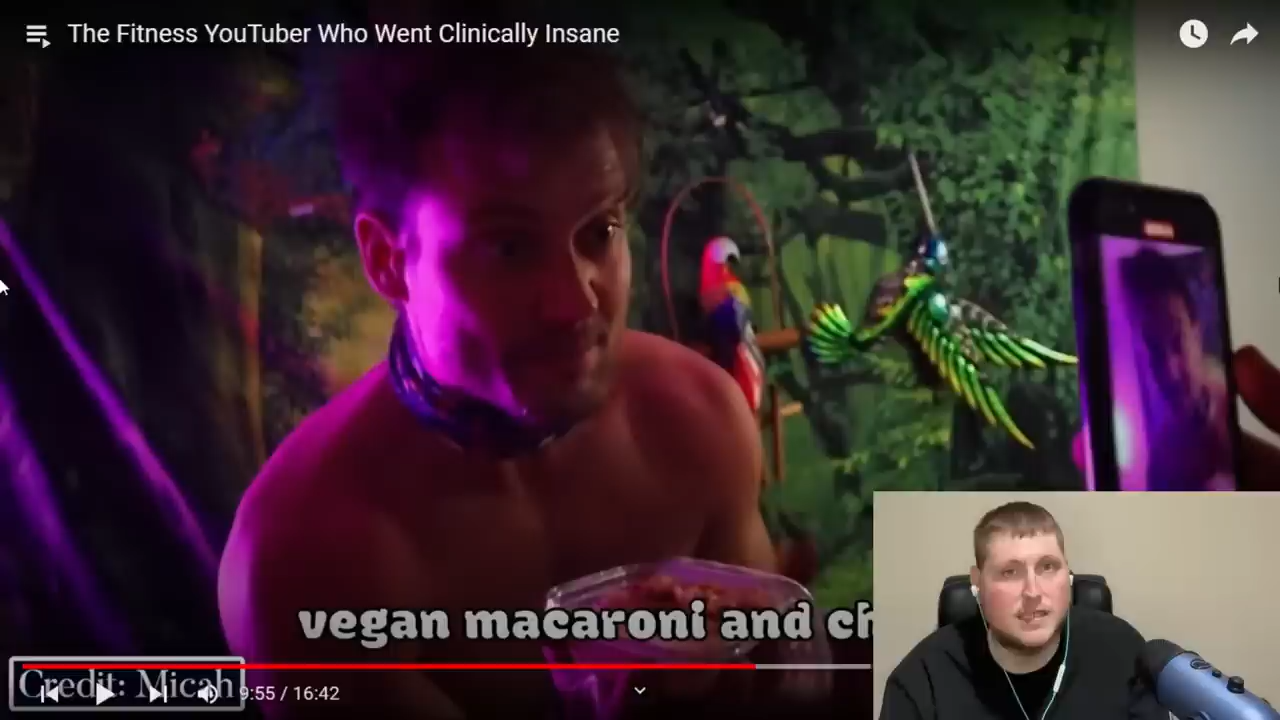 The Fitness YouTuber Who Went Clinically Insane
vegan macaroni and ch
Credit: Micah
9:55 / 16:42